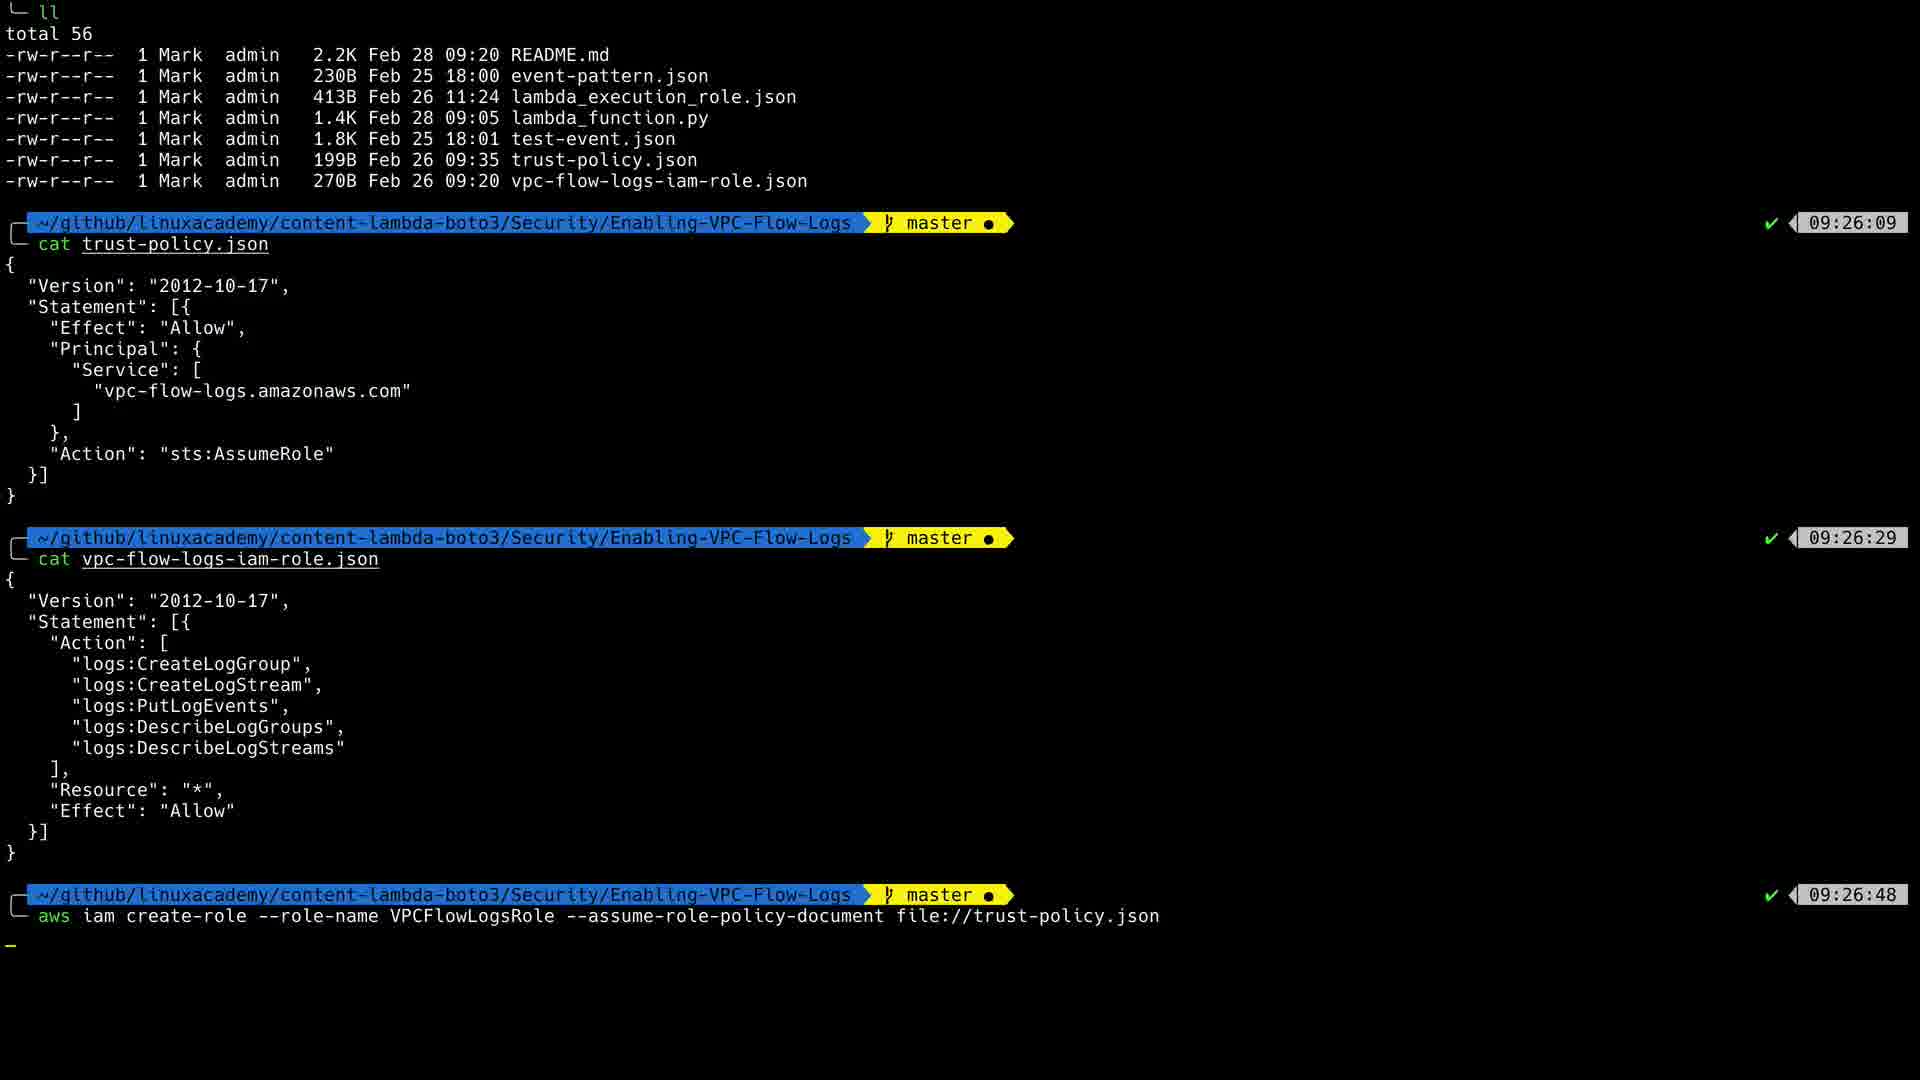 ll
total 56
-rw-r--r--  1 Mark  admin   2.2K Feb 28 09:20 README.md
-rw-r--r--  1 Mark  admin   230B Feb 25 18:00 event-pattern.json
-rw-r--r--  1 Mark  admin   413B Feb 26 11:24 lambda_execution_role.json
-rw-r--r--  1 Mark  admin   1.4K Feb 28 09:05 lambda_function.py
-rw-r--r--  1 Mark  admin   1.8K Feb 25 18:01 test-event.json
-rw-r--r--  1 Mark  admin   199B Feb 26 09:35 trust-policy.json
-rw-r--r--  1 Mark  admin   270B Feb 26 09:20 vpc-flow-logs-iam-role.json
~/github/linuxacademy/content-lambda-boto3/Security/Enabling-VPC-Flow-Logs master ● ✔ 09:26:09
cat trust-policy.json
{
  "Version": "2012-10-17",
  "Statement": [{
    "Effect": "Allow",
    "Principal": {
      "Service": [
        "vpc-flow-logs.amazonaws.com"
      ]
    },
    "Action": "sts:AssumeRole"
  }]
}
~/github/linuxacademy/content-lambda-boto3/Security/Enabling-VPC-Flow-Logs master ● ✔ 09:26:29
cat vpc-flow-logs-iam-role.json
{
  "Version": "2012-10-17",
  "Statement": [{
    "Action": [
      "logs:CreateLogGroup",
      "logs:CreateLogStream",
      "logs:PutLogEvents",
      "logs:DescribeLogGroups",
      "logs:DescribeLogStreams"
    ],
    "Resource": "*",
    "Effect": "Allow"
  }]
}
~/github/linuxacademy/content-lambda-boto3/Security/Enabling-VPC-Flow-Logs master ● ✔ 09:26:48
aws iam create-role --role-name VPCFlowLogsRole --assume-role-policy-document file://trust-policy.json